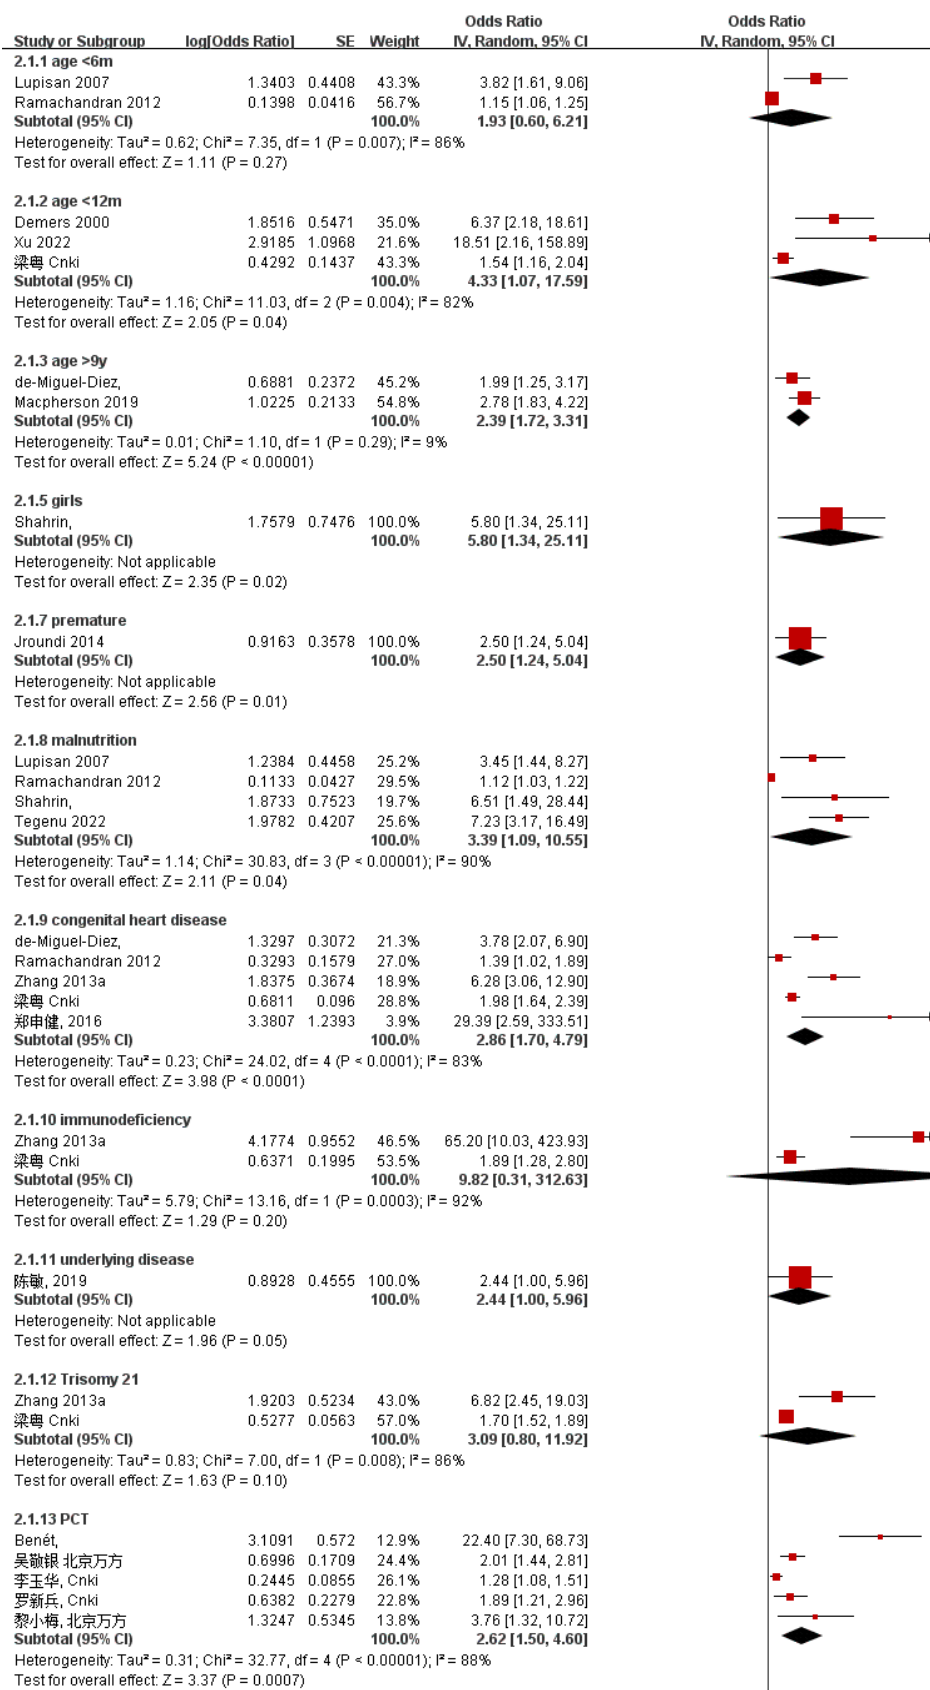 Odds Ratio Odds Ratio
Study or Subgroup log[Odds Ratio] SE Weight IV, Random, 95% CI IV, Random, 95% CI
2.1.1 age <6m
Lupisan 2007 1.3403 0.4408 43.3% 3.82 [1.61, 9.06]
Ramachandran 2012 0.1398 0.0416 56.7% 1.15 [1.06, 1.25]
Subtotal (95% CI) 100.0% 1.93 [0.60, 6.21]
Heterogeneity: Tau² = 0.62; Chi² = 7.35, df = 1 (P = 0.007); I² = 86%
Test for overall effect: Z = 1.11 (P = 0.27)
2.1.2 age <12m
Demers 2000 1.8516 0.5471 35.0% 6.37 [2.18, 18.61]
Xu 2022 2.9185 1.0968 21.6% 18.51 [2.16, 158.89]
梁粤 Cnki 0.4292 0.1437 43.3% 1.54 [1.16, 2.04]
Subtotal (95% CI) 100.0% 4.33 [1.07, 17.59]
Heterogeneity: Tau² = 1.16; Chi² = 11.03, df = 2 (P = 0.004); I² = 82%
Test for overall effect: Z = 2.05 (P = 0.04)
2.1.3 age >9y
de-Miguel-Diez, 0.6881 0.2372 45.2% 1.99 [1.25, 3.17]
Macpherson 2019 1.0225 0.2133 54.8% 2.78 [1.83, 4.22]
Subtotal (95% CI) 100.0% 2.39 [1.72, 3.31]
Heterogeneity: Tau² = 0.01; Chi² = 1.10, df = 1 (P = 0.29); I² = 9%
Test for overall effect: Z = 5.24 (P < 0.00001)
2.1.5 girls
Shahrin, 1.7579 0.7476 100.0% 5.80 [1.34, 25.11]
Subtotal (95% CI) 100.0% 5.80 [1.34, 25.11]
Heterogeneity: Not applicable
Test for overall effect: Z = 2.35 (P = 0.02)
2.1.7 premature
Jroundi 2014 0.9163 0.3578 100.0% 2.50 [1.24, 5.04]
Subtotal (95% CI) 100.0% 2.50 [1.24, 5.04]
Heterogeneity: Not applicable
Test for overall effect: Z = 2.56 (P = 0.01)
2.1.8 malnutrition
Lupisan 2007 1.2384 0.4458 25.2% 3.45 [1.44, 8.27]
Ramachandran 2012 0.1133 0.0427 29.5% 1.12 [1.03, 1.22]
Shahrin, 1.8733 0.7523 19.7% 6.51 [1.49, 28.44]
Tegenu 2022 1.9782 0.4207 25.6% 7.23 [3.17, 16.49]
Subtotal (95% CI) 100.0% 3.39 [1.09, 10.55]
Heterogeneity: Tau² = 1.14; Chi² = 30.83, df = 3 (P < 0.00001); I² = 90%
Test for overall effect: Z = 2.11 (P = 0.04)
2.1.9 congenital heart disease
de-Miguel-Diez, 1.3297 0.3072 21.3% 3.78 [2.07, 6.90]
Ramachandran 2012 0.3293 0.1579 27.0% 1.39 [1.02, 1.89]
Zhang 2013a 1.8375 0.3674 18.9% 6.28 [3.06, 12.90]
梁粤 Cnki 0.6811 0.096 28.8% 1.98 [1.64, 2.39]
郑申健, 2016 3.3807 1.2393 3.9% 29.39 [2.59, 333.51]
Subtotal (95% CI) 100.0% 2.86 [1.70, 4.79]
Heterogeneity: Tau² = 0.23; Chi² = 24.02, df = 4 (P < 0.0001); I² = 83%
Test for overall effect: Z = 3.98 (P < 0.0001)
2.1.10 immunodeficiency
Zhang 2013a 4.1774 0.9552 46.5% 65.20 [10.03, 423.93]
梁粤 Cnki 0.6371 0.1995 53.5% 1.89 [1.28, 2.80]
Subtotal (95% CI) 100.0% 9.82 [0.31, 312.63]
Heterogeneity: Tau² = 5.79; Chi² = 13.16, df = 1 (P = 0.0003); I² = 92%
Test for overall effect: Z = 1.29 (P = 0.20)
2.1.11 underlying disease
陈敏, 2019 0.8928 0.4555 100.0% 2.44 [1.00, 5.96]
Subtotal (95% CI) 100.0% 2.44 [1.00, 5.96]
Heterogeneity: Not applicable
Test for overall effect: Z = 1.96 (P = 0.05)
2.1.12 Trisomy 21
Zhang 2013a 1.9203 0.5234 43.0% 6.82 [2.45, 19.03]
梁粤 Cnki 0.5277 0.0563 57.0% 1.70 [1.52, 1.89]
Subtotal (95% CI) 100.0% 3.09 [0.80, 11.92]
Heterogeneity: Tau² = 0.83; Chi² = 7.00, df = 1 (P = 0.008); I² = 86%
Test for overall effect: Z = 1.63 (P = 0.10)
2.1.13 PCT
Benét, 3.1091 0.572 12.9% 22.40 [7.30, 68.73]
吴敬银 北京万方 0.6996 0.1709 24.4% 2.01 [1.44, 2.81]
李玉华, Cnki 0.2445 0.0855 26.1% 1.28 [1.08, 1.51]
罗新兵, Cnki 0.6382 0.2279 22.8% 1.89 [1.21, 2.96]
黎小梅, 北京万方 1.3247 0.5345 13.8% 3.76 [1.32, 10.72]
Subtotal (95% CI) 100.0% 2.62 [1.50, 4.60]
Heterogeneity: Tau² = 0.31; Chi² = 32.77, df = 4 (P < 0.00001); I² = 88%
Test for overall effect: Z = 3.37 (P = 0.0007)